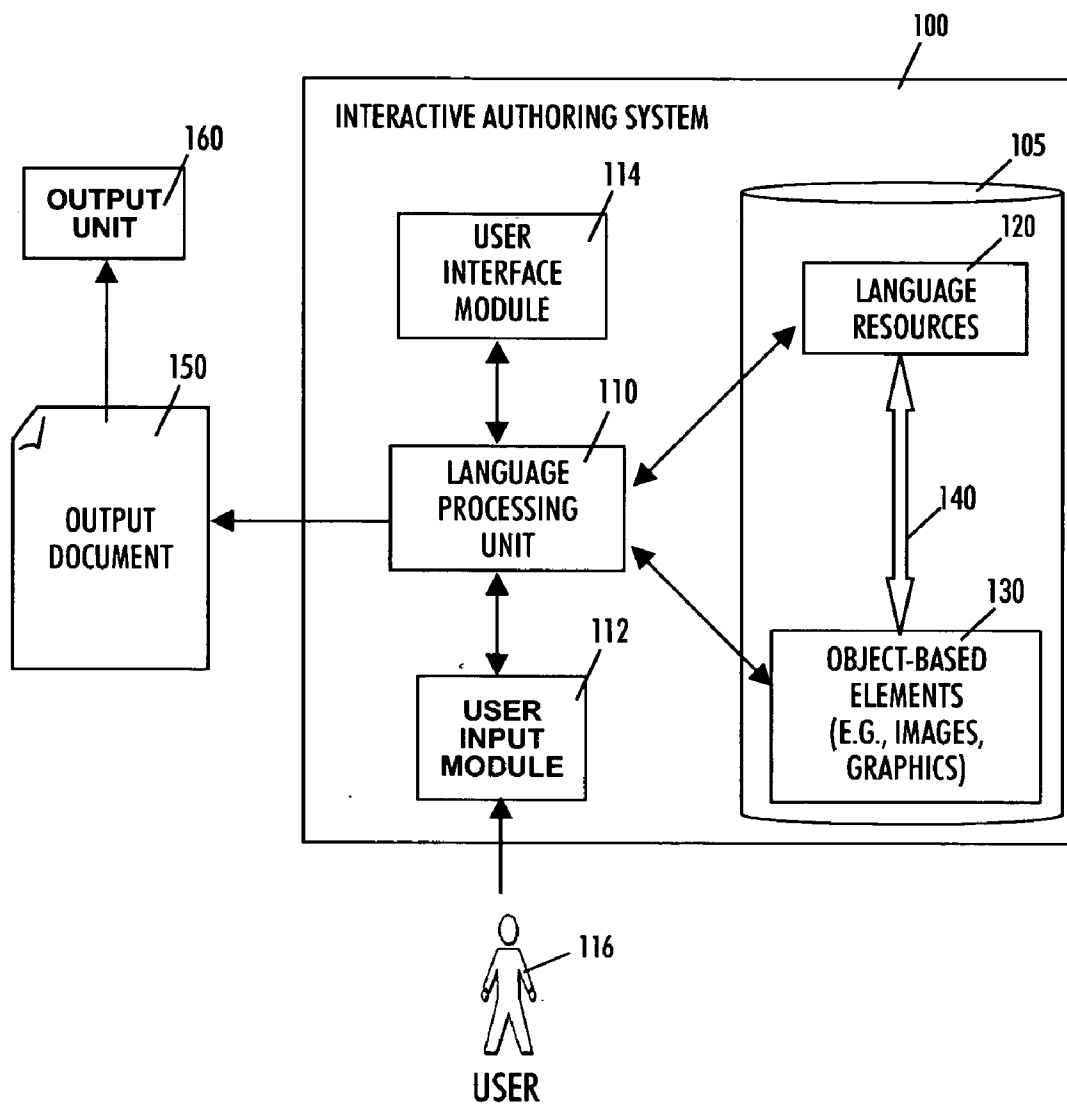 100
INTERACTIVE AUTHORING SYSTEM
160
OUTPUT
UNIT
114
USER
INTERFACE
MODULE
105
120
LANGUAGE
RESOURCES
150
OUTPUT
DOCUMENT
110
LANGUAGE
PROCESSING
UNIT
140
130
OBJECT-BASED
ELEMENTS
(E.G., IMAGES,
GRAPHICS)
112
USER
INPUT
MODULE
116
USER